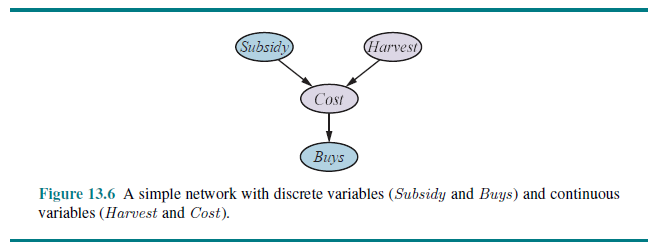 Subsidy Harvest
Cost
Buys
Figure 13.6 A simple network with discrete variables (Subsidy and Buys) and continuous
variables (Harvest and Cost).